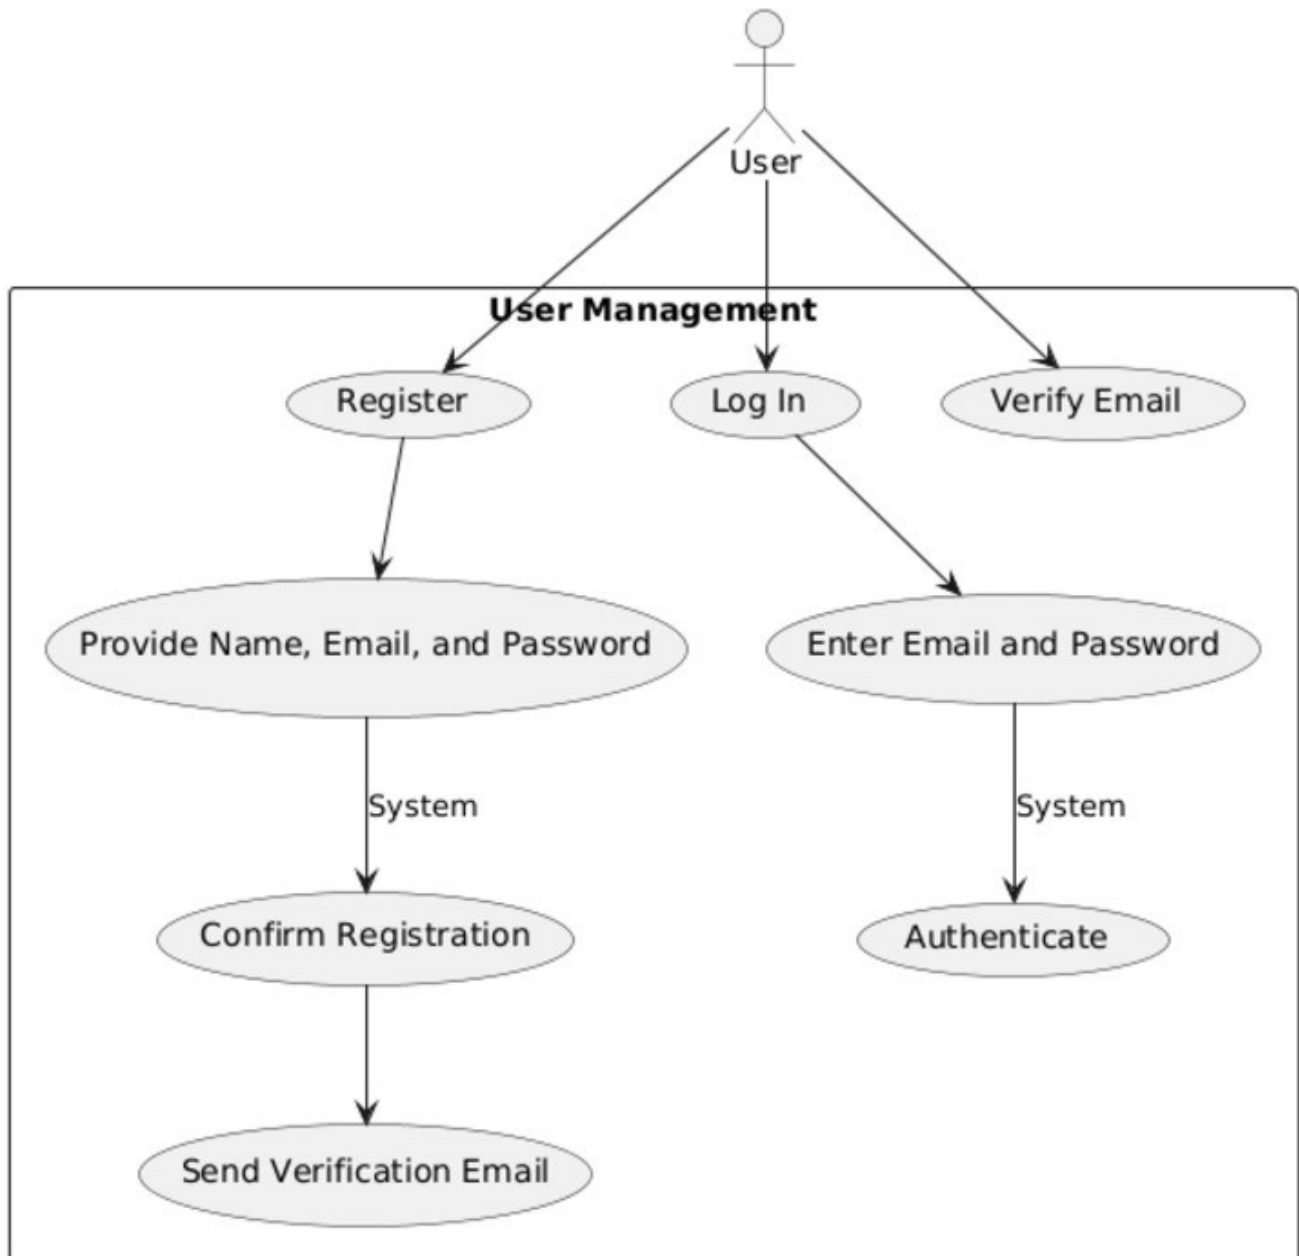 User
User Management
Register
Log In
Verify Email
Provide Name, Email, and Password
Enter Email and Password
System
System
Confirm Registration
Authenticate
Send Verification Email